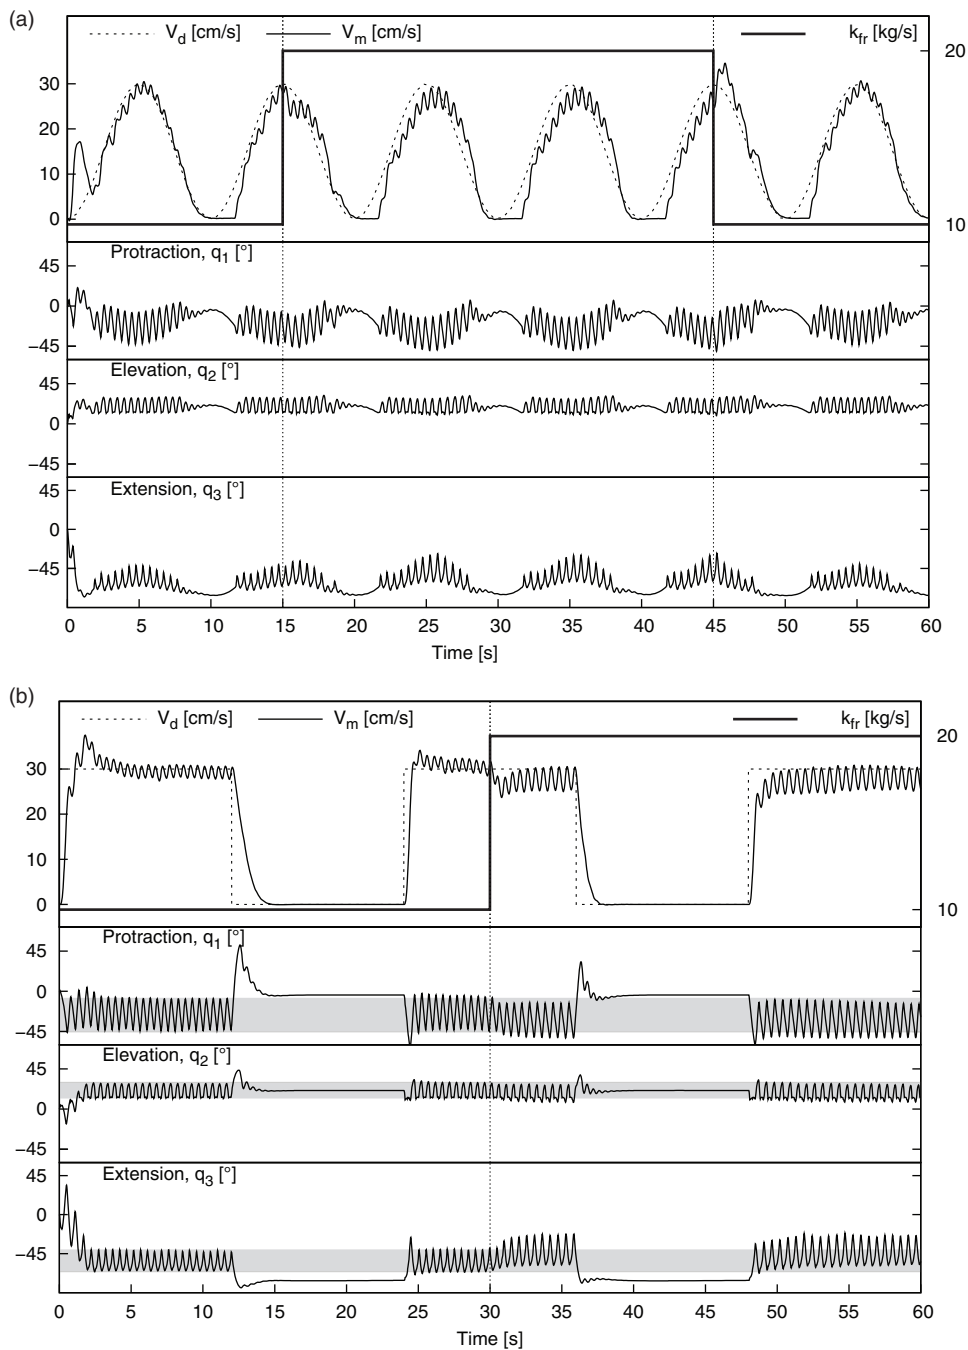 (a)
V_d [cm/s] V_m [cm/s] k_fr [kg/s]
20
30
20
10
0
10
Protraction, q_1 [°]
45
0
−45
Elevation, q_2 [°]
45
0
−45
Extension, q_3 [°]
45
0
−45
0 5 10 15 20 25 30 35 40 45 50 55 60
Time [s]
(b)
V_d [cm/s] V_m [cm/s] k_fr [kg/s]
20
30
20
10
0
10
Protraction, q_1 [°]
45
0
−45
Elevation, q_2 [°]
45
0
−45
Extension, q_3 [°]
45
0
−45
0 5 10 15 20 25 30 35 40 45 50 55 60
Time [s]